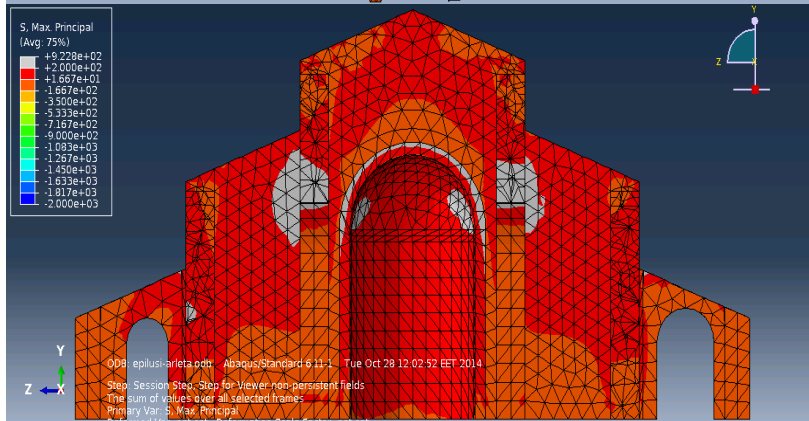 S, Max. Principal
(Avg: 75%)
+9.228e+02
+2.000e+02
+1.667e+01
-1.667e+02
-3.500e+02
-5.333e+02
-7.167e+02
-9.000e+02
-1.083e+03
-1.267e+03
-1.450e+03
-1.633e+03
-1.817e+03
-2.000e+03
Y
Z
X
Y
Z
X
ODB: epilusi-arleta.odb Abaqus/Standard 6.11-1 Tue Oct 28 12:02:52 EET 2014
Step: Session Step, Step for Viewer non-persistent fields
The sum of values over all selected frames
Primary Var: S, Max. Principal